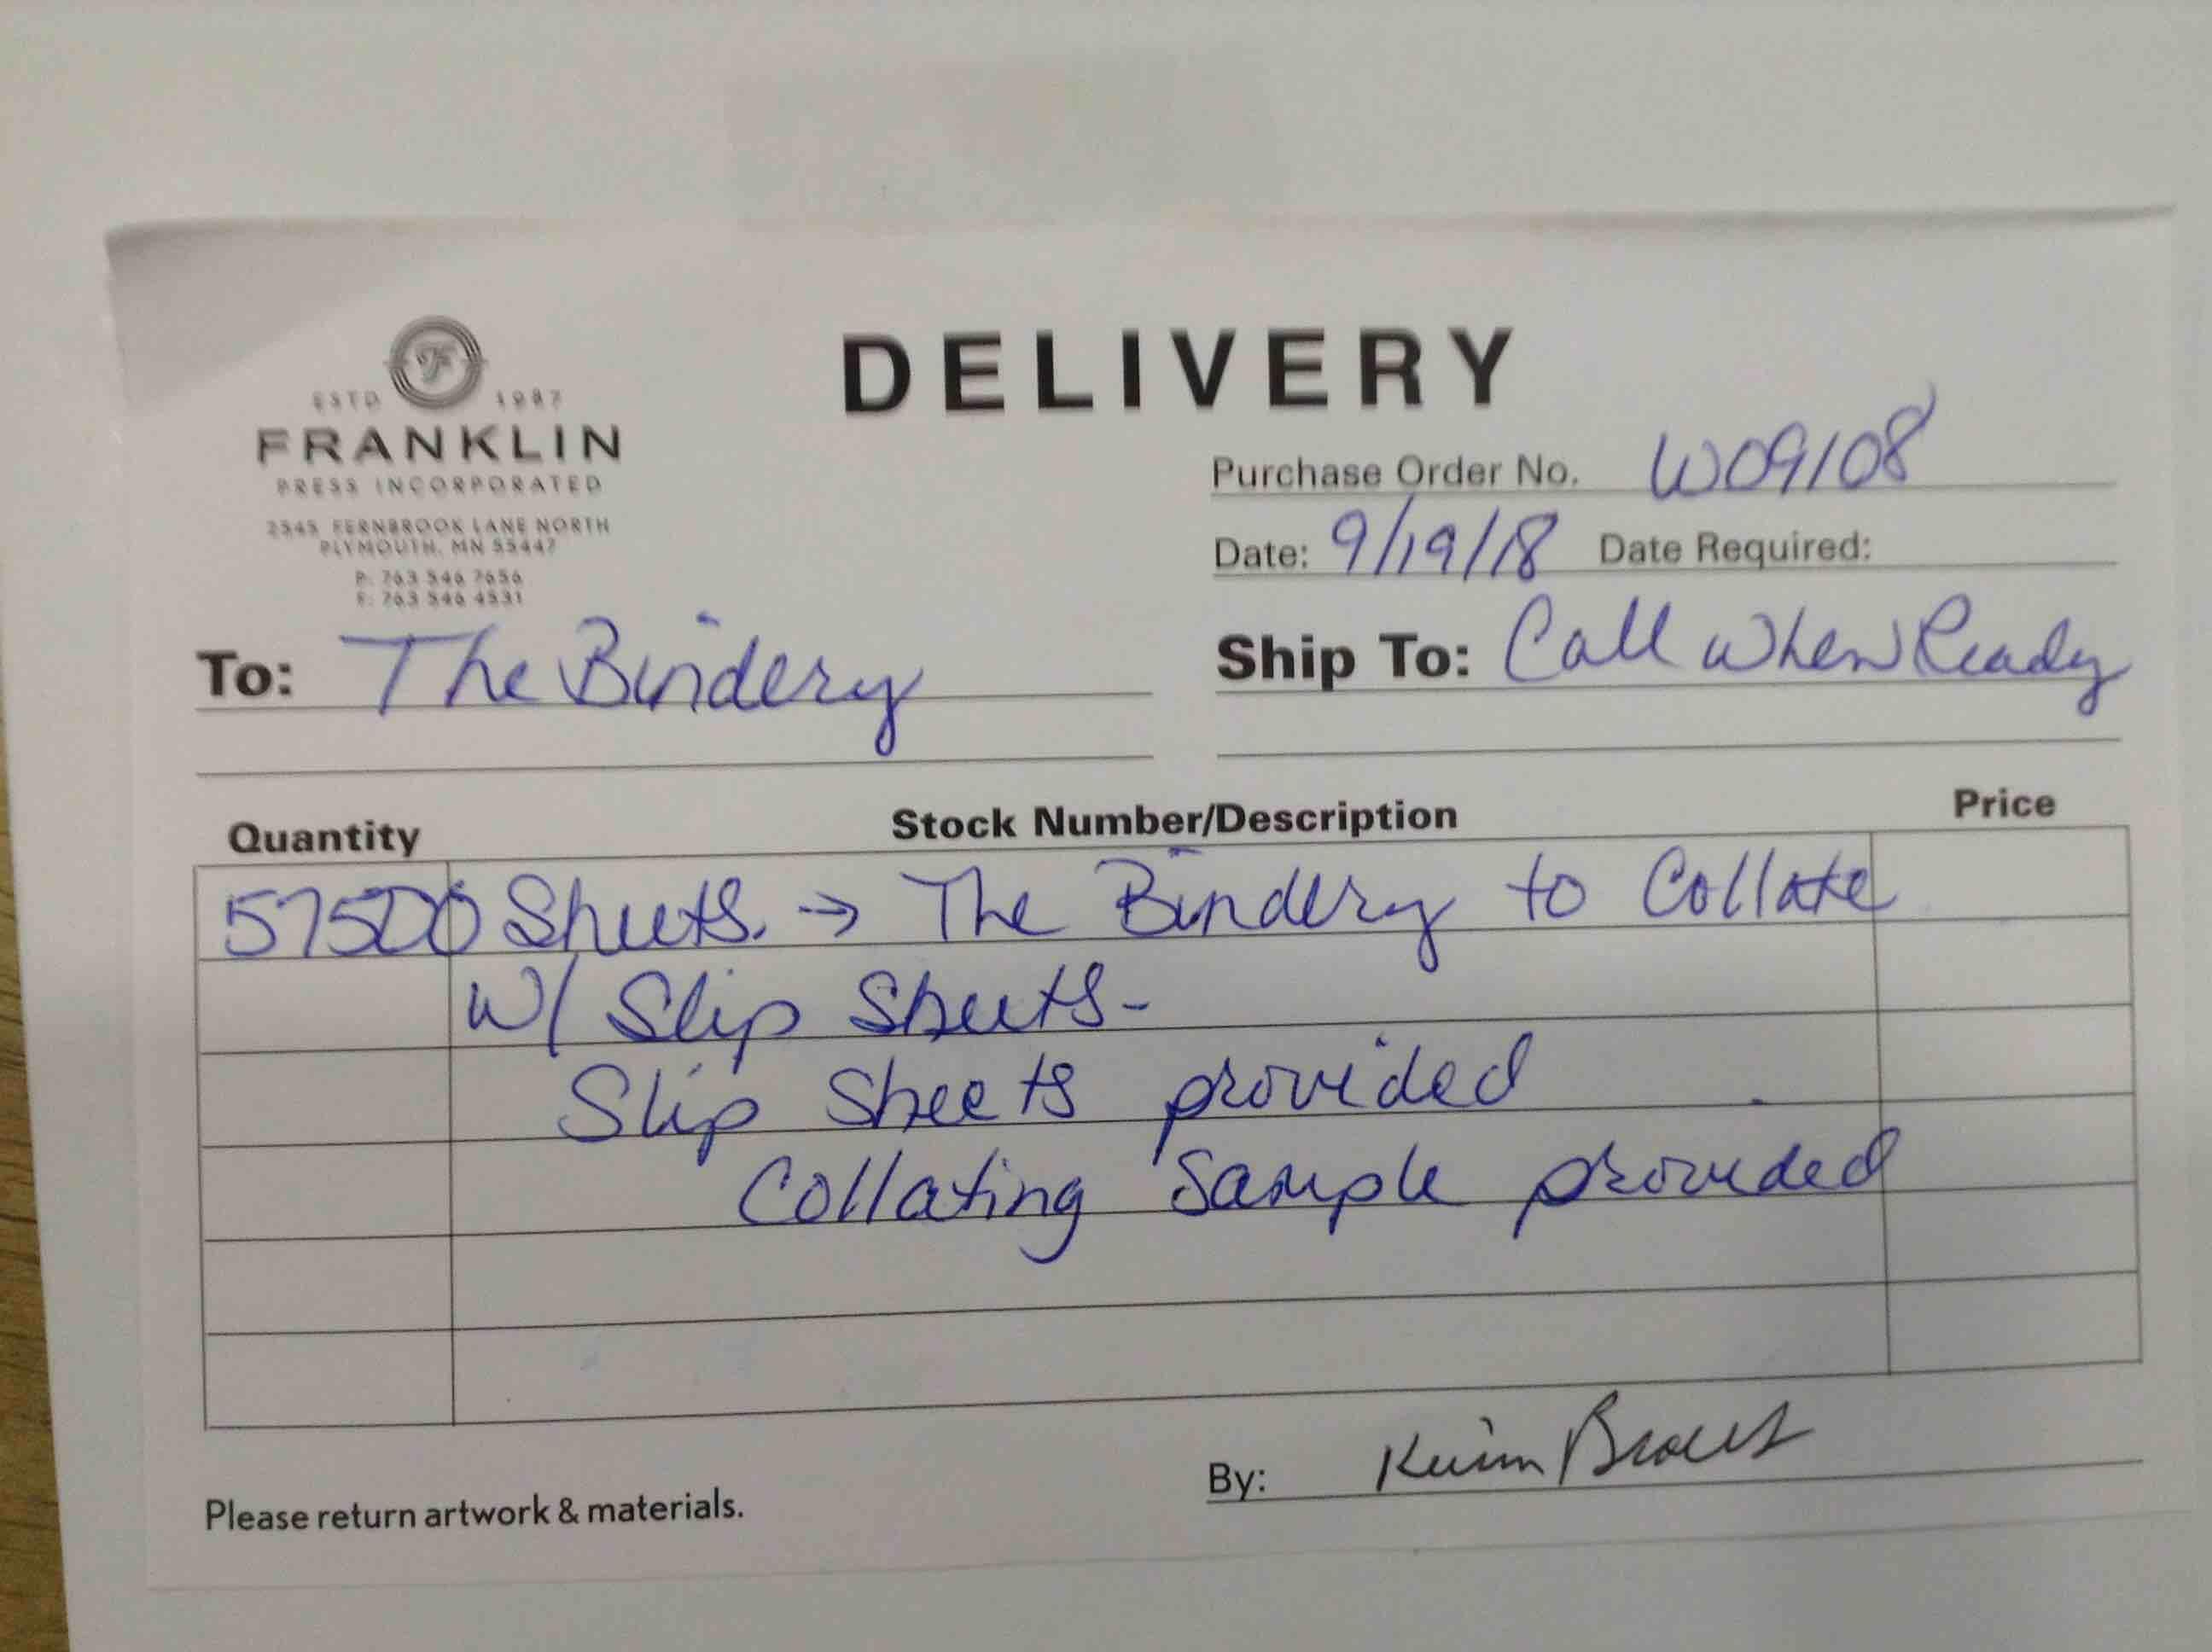 ESTD 1987
FRANKLIN
PRESS INCORPORATED
2545 FERNBROOK LANE NORTH
PLYMOUTH, MN 55447
P: 763 546 7656
F: 763 546 4531
DELIVERY
Purchase Order No. W09108
Date: 9/19/18 Date Required:
To: The Bindery
Ship To: Call When Ready
Quantity Stock Number/Description Price
57500 Sheets. → The Bindery to Collate
W/ Slip Sheets-
Slip Sheets provided
Collating Sample provided
Please return artwork & materials.
By: